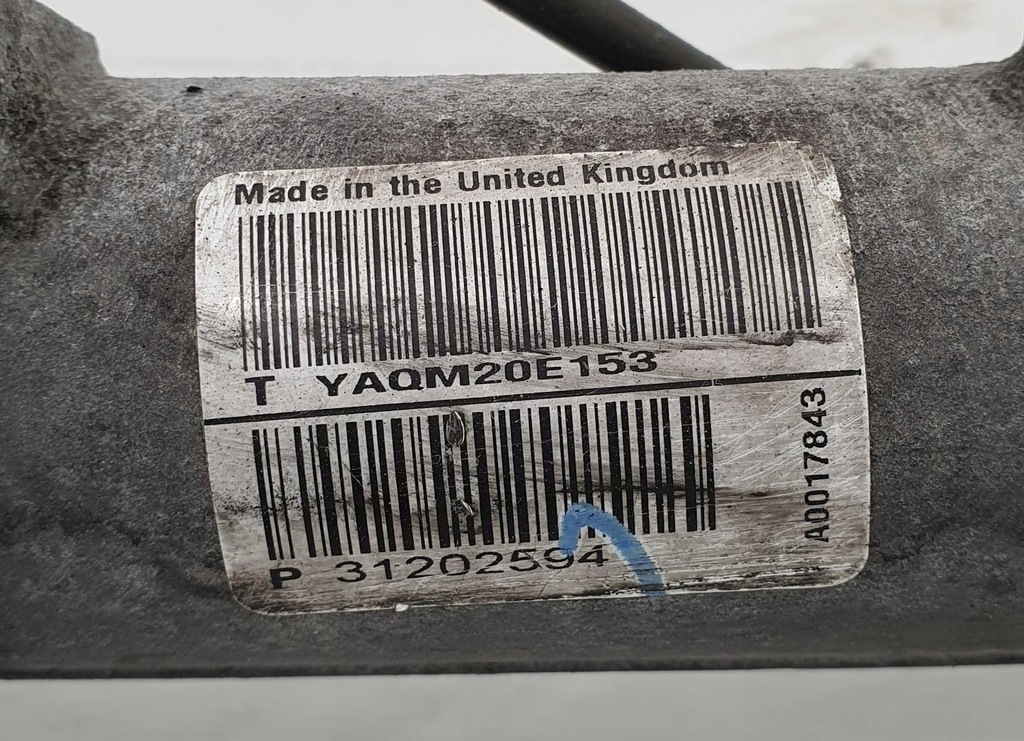 Made in the United Kingdom
T YAQM20E153
P 31202594
A0017843